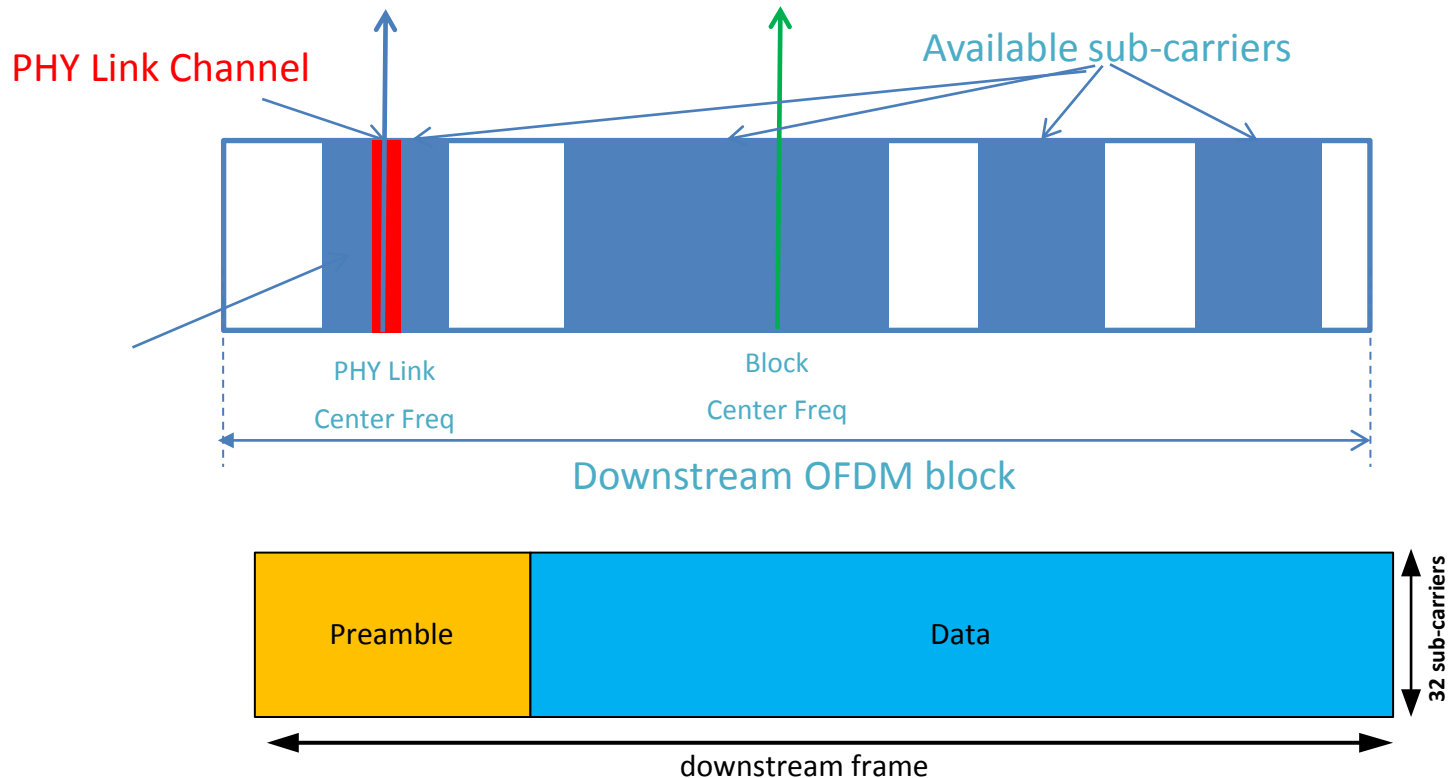 PHY Link Channel
Available sub-carriers
PHY Link
Center Freq
Block
Center Freq
Downstream OFDM block
Preamble
Data
32 sub-carriers
downstream frame